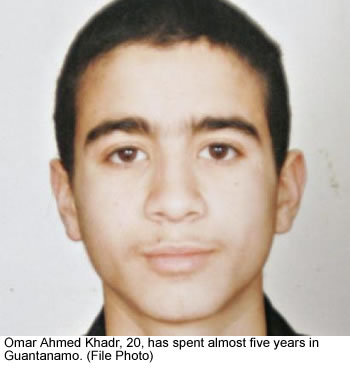 Omar Ahmed Khadr, 20, has spent almost five years in
Guantanamo. (File Photo)